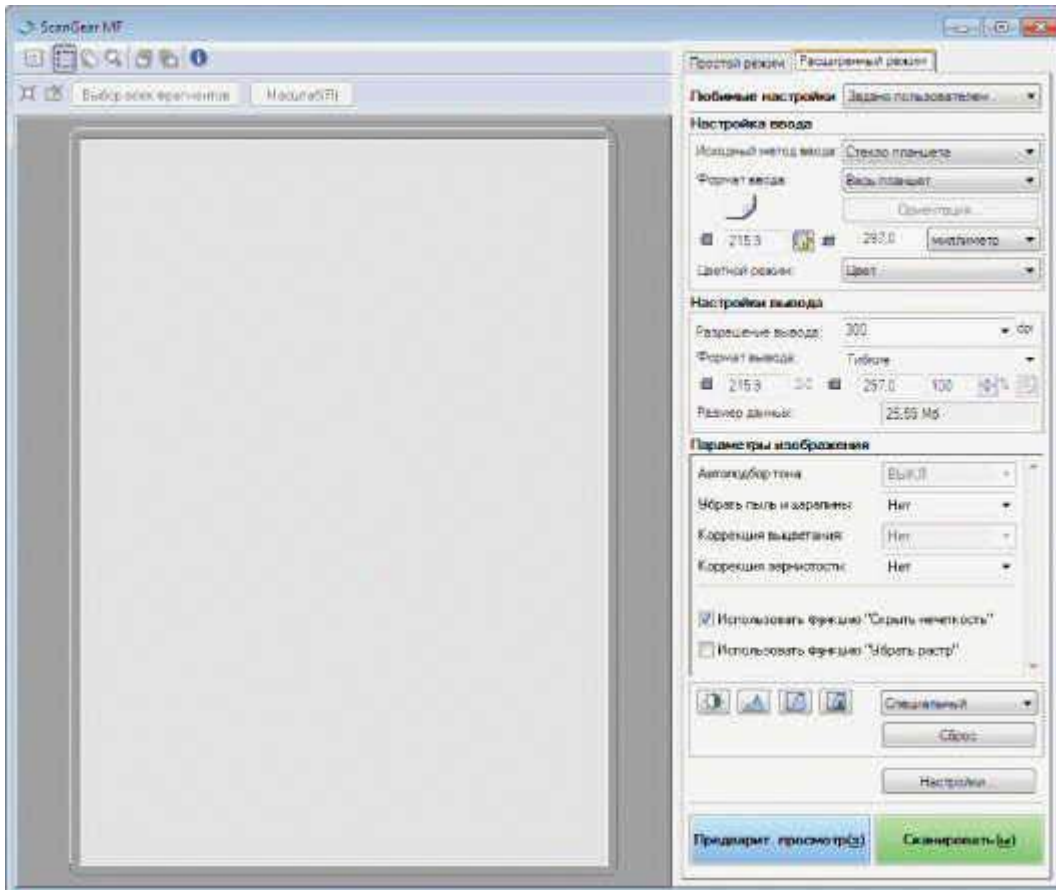 ScanGear MF
Простой режим Расширенный режим
Выбор всех фрагментов Масштаб(R)
Любимые настройки Задано пользователем
Настройка ввода
Исходный метод ввода: Стекло планшета
Формат ввода: Весь планшет
Ориентация...
215,9 297,0 миллиметр
Цветной режим: Цвет
Настройки вывода
Разрешение вывода: 300 dpi
Формат вывода: Гибкие
215,9 297,0 100 %
Размер данных: 25,55 Мб
Параметры изображения
Автоподбор тона ВЫКЛ
Убрать пыль и царапины: Нет
Коррекция выцветания: Нет
Коррекция зернистости: Нет
Использовать функцию "Скрыть нечеткость"
Использовать функцию "Убрать растр"
Специальный
Сброс
Настройки...
Предварит. просмотр(з) Сканировать(ы)